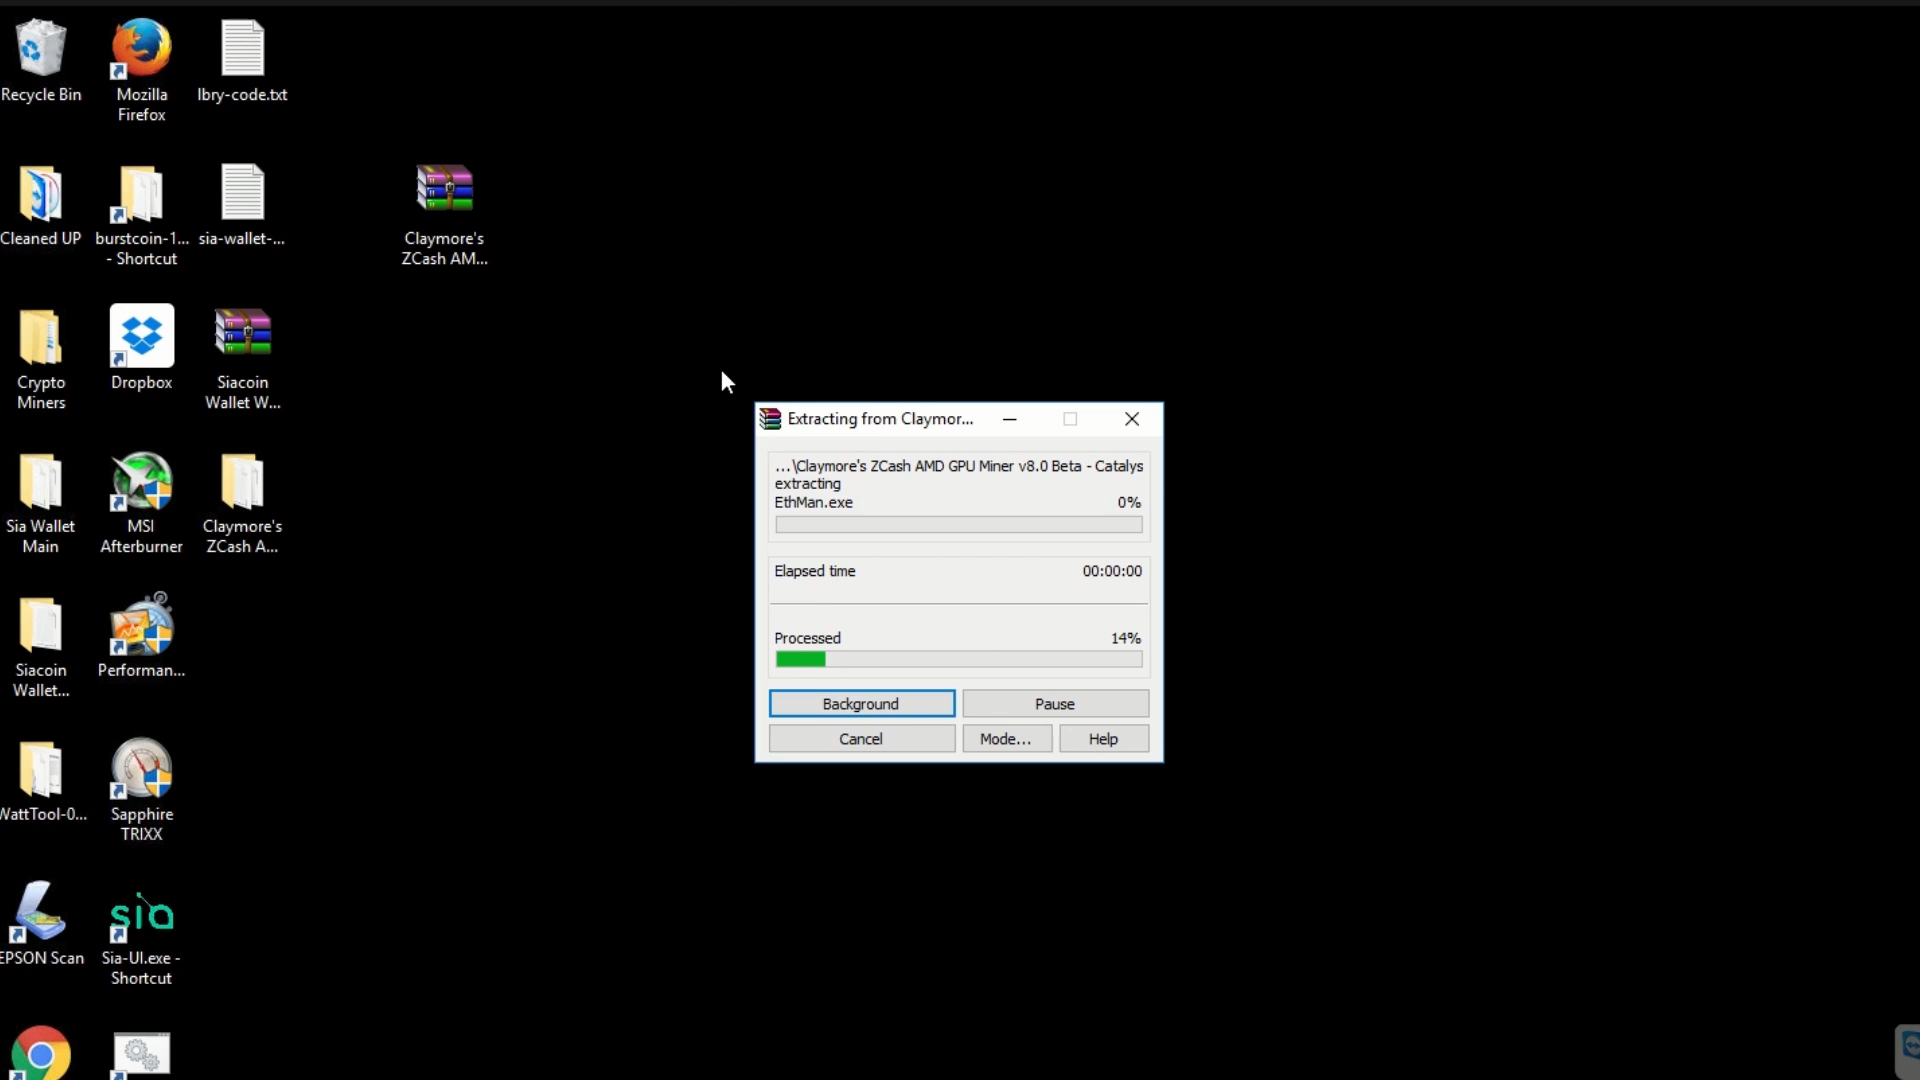 Recycle Bin
Mozilla
Firefox
lbry-code.txt
Cleaned UP
burstcoin-1...
- Shortcut
sia-wallet-...
Claymore's
ZCash AM...
Crypto
Miners
Dropbox
Siacoin
Wallet W...
Sia Wallet
Main
MSI
Afterburner
Claymore's
ZCash A...
Siacoin
Wallet...
Performan...
WattTool-0...
Sapphire
TRIXX
EPSON Scan
sia
Sia-UI.exe -
Shortcut
Extracting from Claymor...
...\Claymore's ZCash AMD GPU Miner v8.0 Beta - Catalys
extracting
EthMan.exe 0%
Elapsed time 00:00:00
Processed 14%
Background Pause
Cancel Mode... Help